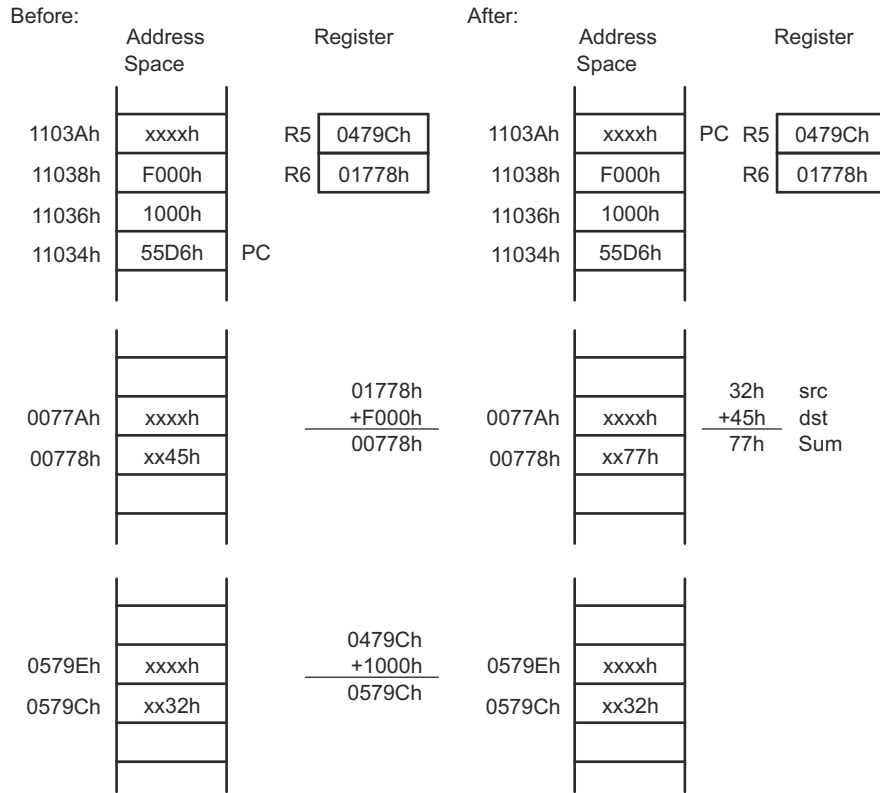 Before:
After:
Address Space
Register
Address Space
Register
1103Ah xxxxh R5 0479Ch 1103Ah xxxxh PC R5 0479Ch
11038h F000h R6 01778h 11038h F000h R6 01778h
11036h 1000h 11036h 1000h
11034h 55D6h PC 11034h 55D6h
01778h 32h src
0077Ah xxxxh +F000h 0077Ah xxxxh +45h dst
00778h xx45h 00778h 00778h xx77h 77h Sum
0479Ch
0579Eh xxxxh +1000h 0579Eh xxxxh
0579Ch xx32h 0579Ch 0579Ch xx32h